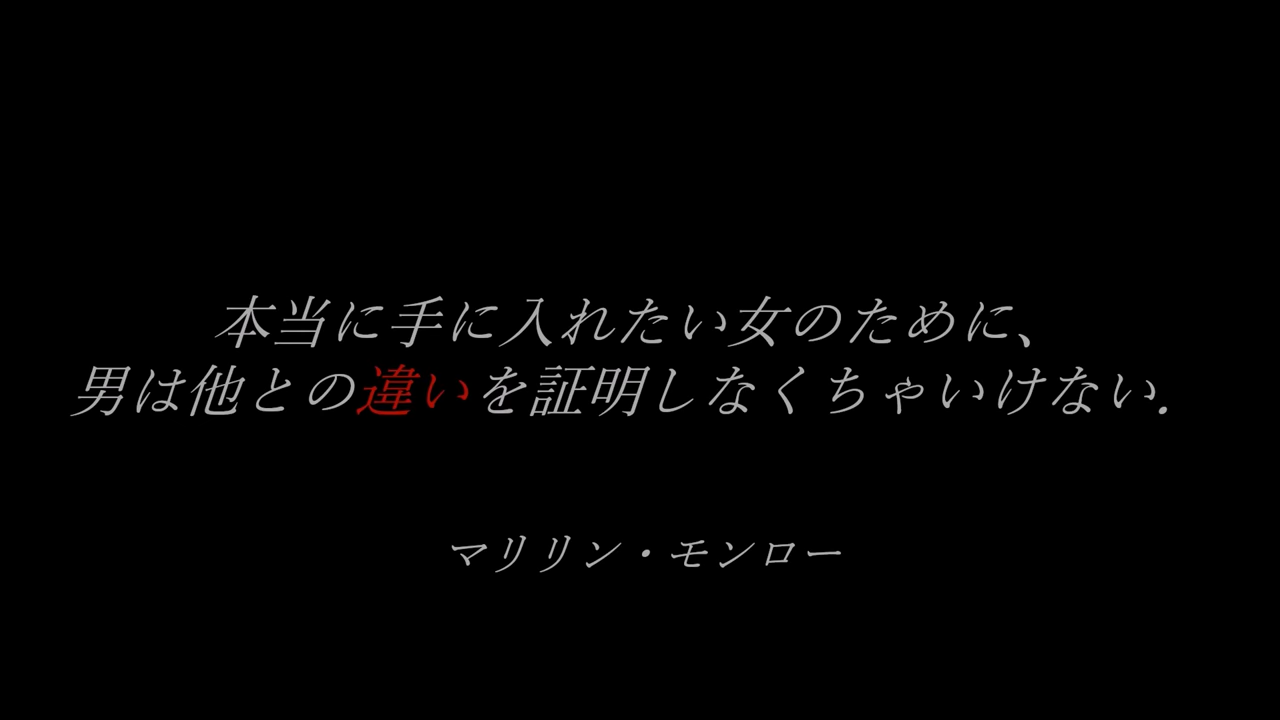 本当に手に入れたい女のために、
男は他との違いを証明しなくちゃいけない.
マリリン・モンロー